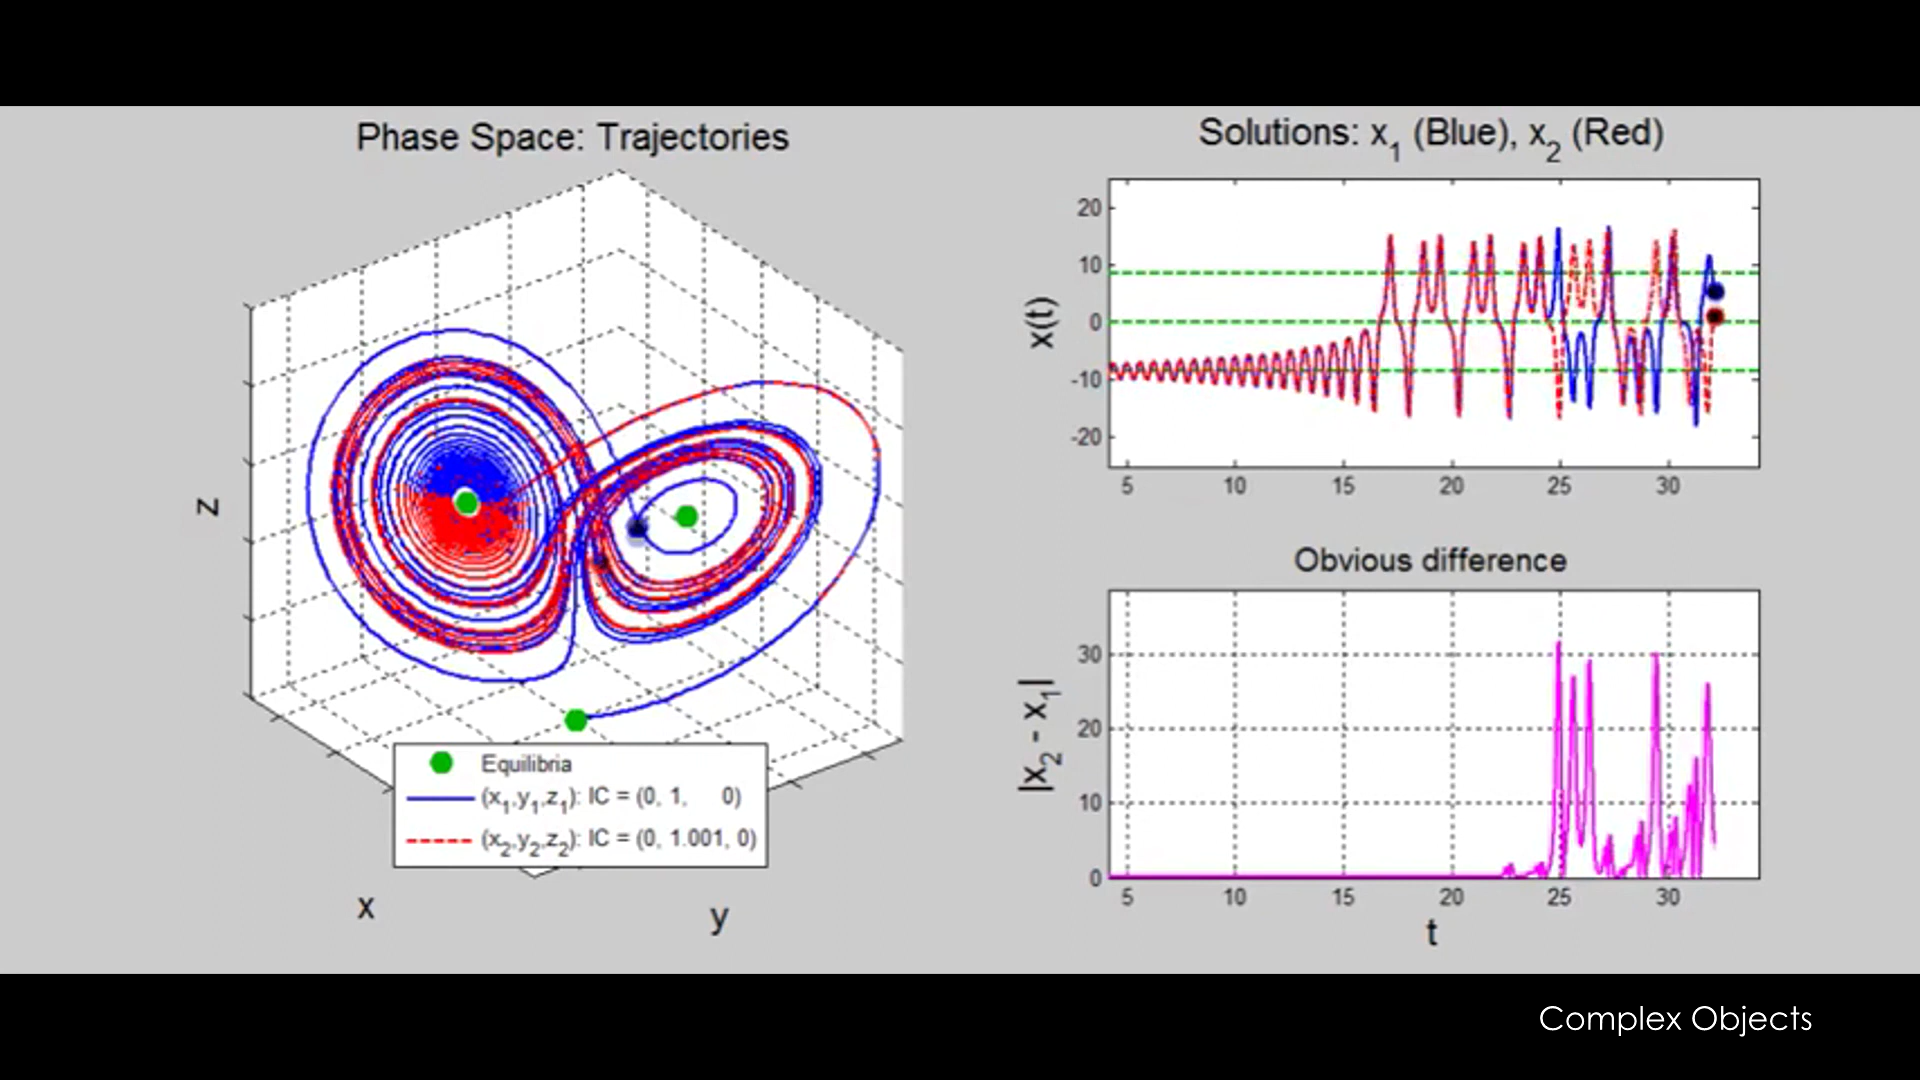 Phase Space: Trajectories
z
x
y
Equilibria
(x1,y1,z1): IC = (0, 1, 0)
(x2,y2,z2): IC = (0, 1.001, 0)
Solutions: x1 (Blue), x2 (Red)
x(t)
20
10
0
-10
-20
5 10 15 20 25 30
Obvious difference
|x2 - x1|
30
20
10
0
5 10 15 20 25 30
t
Complex Objects